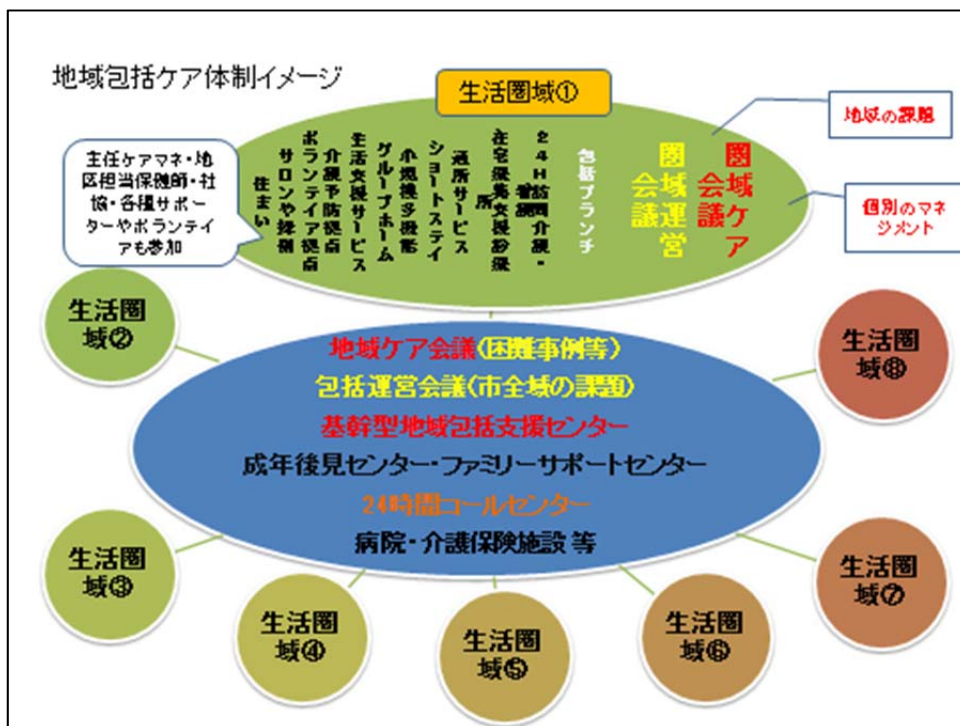 地域包括ケア体制イメージ
生活圏域①
地域の課題
個別のマネ
ジメント
圏域ケア
会議
圏域運営
会議
包括ブランチ
24H訪問介護・
看護
在宅療養支援診療
所
通所サービス
ショートステイ
小規模多機能
グループホーム
生活支援サービス
介護予防拠点
ボランティア拠点
サロンや縁側
住まい
主任ケアマネ・地
区担当保健師・社
協・各種サポー
ターやボランティ
アも参加
生活圏
域②
生活圏
域⑧
地域ケア会議(困難事例等)
包括運営会議(市全域の課題)
基幹型地域包括支援センター
成年後見センター・ファミリーサポートセンター
24時間コールセンター
病院・介護保険施設 等
生活圏
域③
生活圏
域④
生活圏
域⑤
生活圏
域⑥
生活圏
域⑦